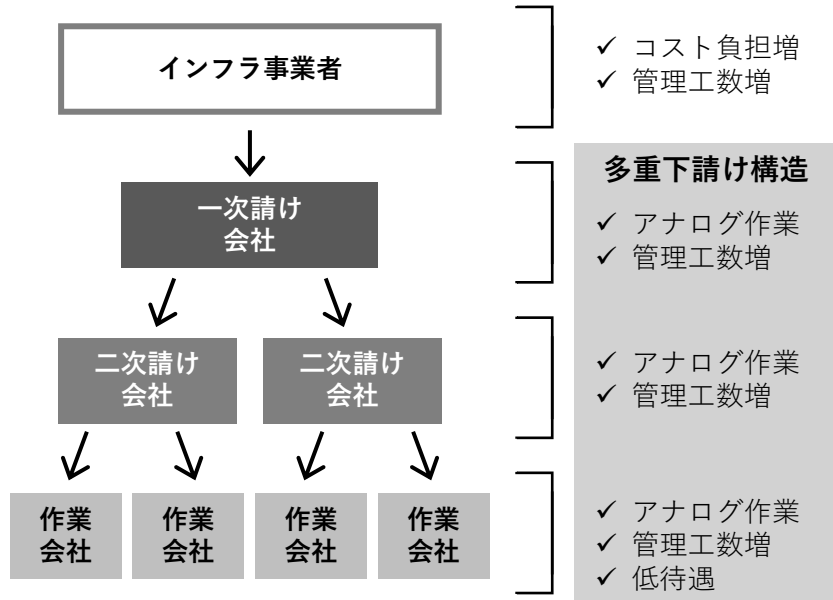 インフラ事業者
✓ コスト負担増
✓ 管理工数増
多重下請け構造
一次請け
会社
✓ アナログ作業
✓ 管理工数増
二次請け
会社
二次請け
会社
✓ アナログ作業
✓ 管理工数増
作業
会社
作業
会社
作業
会社
作業
会社
✓ アナログ作業
✓ 管理工数増
✓ 低待遇